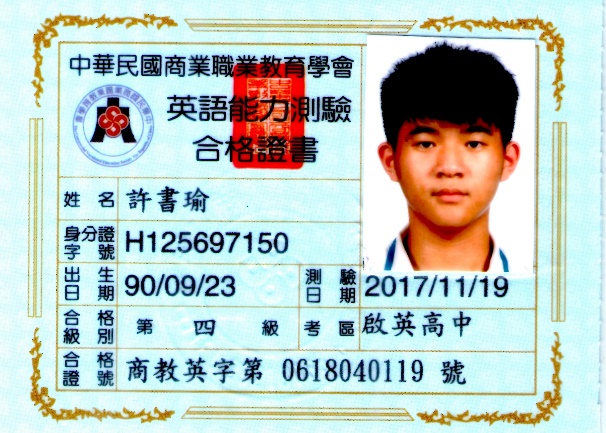 中華民國商業職業教育學會
英語能力測驗
合格證書
姓名 許書瑜
身分證字號 H125697150
出生日期 90/09/23 測驗日期 2017/11/19
合格級別 第四級 考區 啟英高中
合格證號 商教英字第 0618040119 號